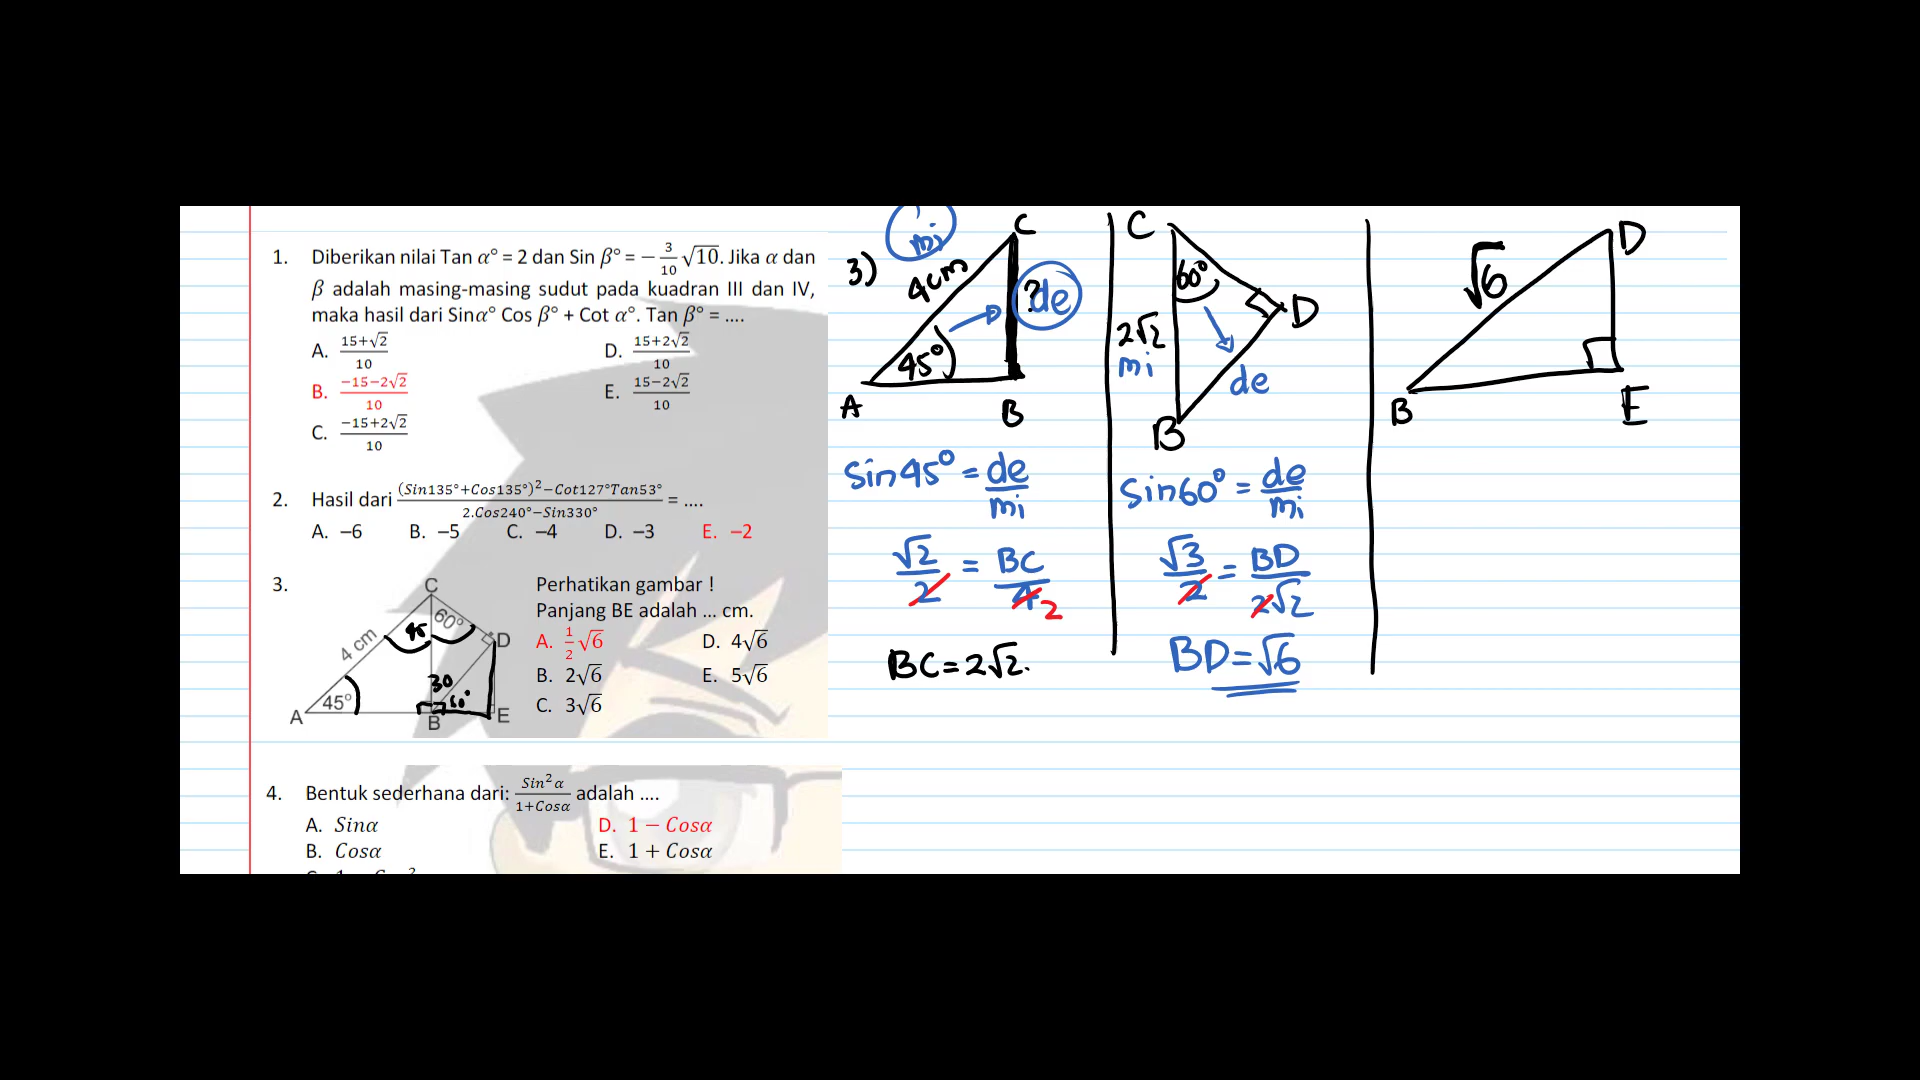 1. Diberikan nilai Tan α° = 2 dan Sin β° = −3/10 √10. Jika α dan
β adalah masing-masing sudut pada kuadran III dan IV,
maka hasil dari Sinα° Cos β° + Cot α°. Tan β° = ....
A. (15+√2)/10 D. (15+2√2)/10
B. (−15−2√2)/10 E. (15−2√2)/10
C. (−15+2√2)/10
2. Hasil dari ((Sin135°+Cos135°)²−Cot127°Tan53°)/(2.Cos240°−Sin330°) = ....
A. −6 B. −5 C. −4 D. −3 E. −2
3. Perhatikan gambar !
Panjang BE adalah ... cm.
A. 1/2 √6 D. 4√6
B. 2√6 E. 5√6
C. 3√6
C
60°
45
4 cm
D
30
60°
45°
A
B
E
4. Bentuk sederhana dari: Sin²α/(1+Cosα) adalah ....
A. Sinα D. 1 − Cosα
B. Cosα E. 1 + Cosα
3)
mi
C
4cm
?
de
45°
A
B
Sin45° = de/mi
√2/2 = BC/4
2
BC = 2√2.
C
60°
D
2√2
mi
de
B
Sin60° = de/mi
√3/2 = BD/2√2
BD = √6
D
√6
B
E